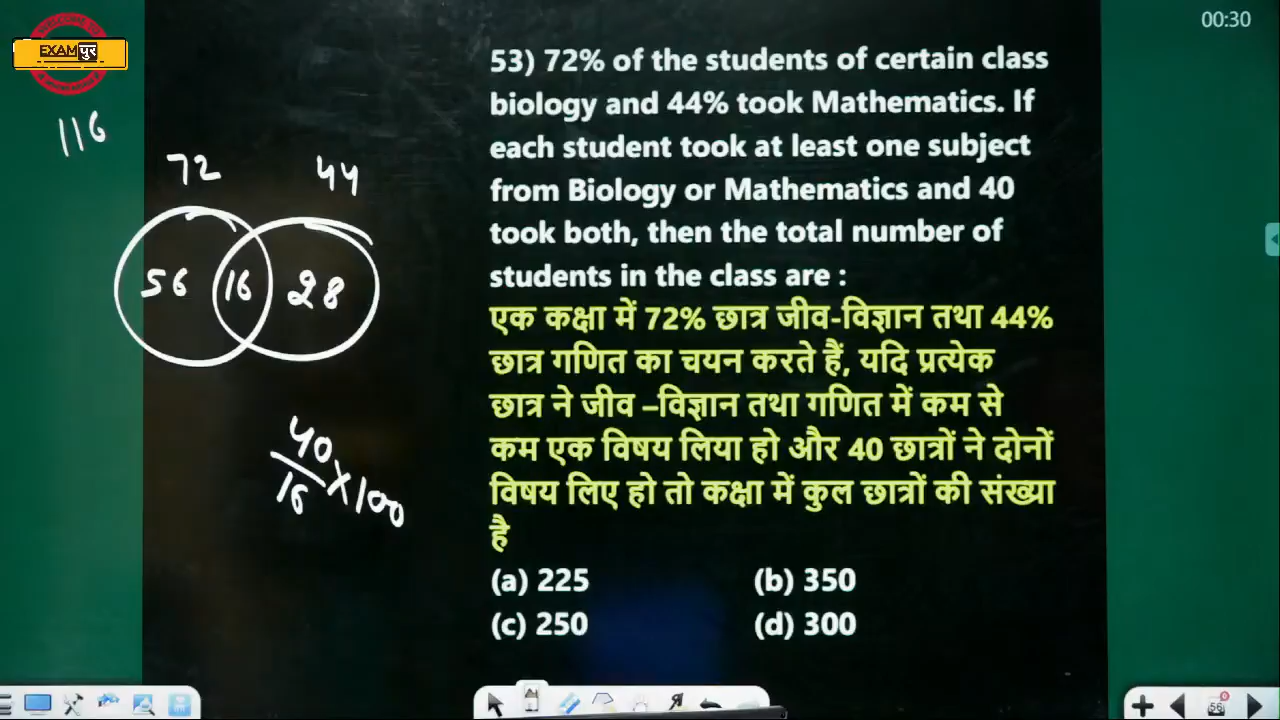 WELCOME TO
EXAMपुर
00:30
116
72
44
56
16
28
40
16
×100
53) 72% of the students of certain class
biology and 44% took Mathematics. If
each student took at least one subject
from Biology or Mathematics and 40
took both, then the total number of
students in the class are :
एक कक्षा में 72% छात्र जीव-विज्ञान तथा 44%
छात्र गणित का चयन करते हैं, यदि प्रत्येक
छात्र ने जीव –विज्ञान तथा गणित में कम से
कम एक विषय लिया हो और 40 छात्रों ने दोनों
विषय लिए हो तो कक्षा में कुल छात्रों की संख्या
है
(a) 225
(b) 350
(c) 250
(d) 300
56